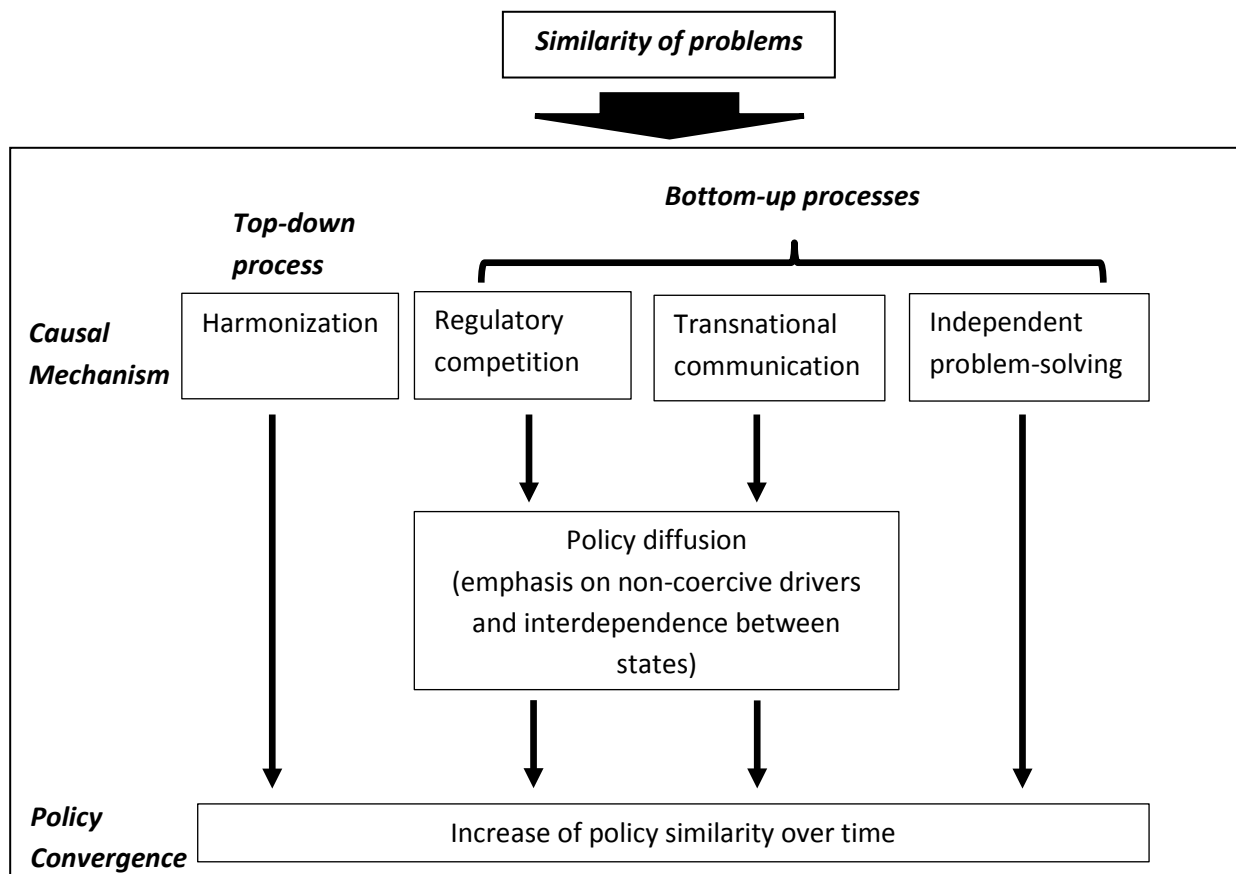 Similarity of problems
Bottom-up processes
Top-down
process
Causal
Mechanism
Harmonization
Regulatory
competition
Transnational
communication
Independent
problem-solving
Policy diffusion
(emphasis on non-coercive drivers
and interdependence between
states)
Policy
Convergence
Increase of policy similarity over time